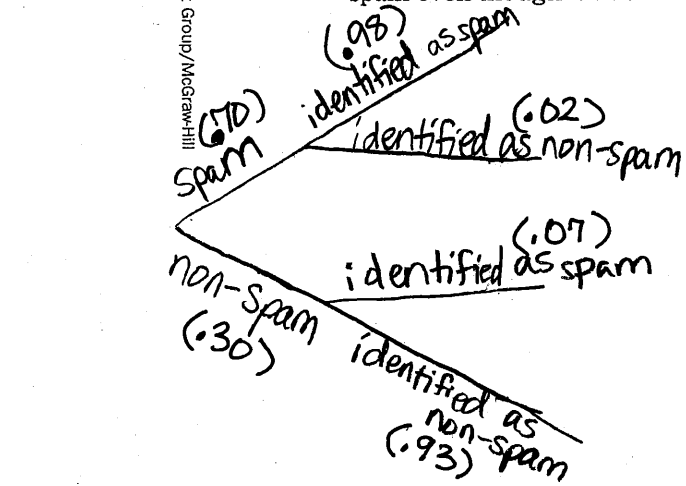 : Group/McGraw-Hill
(.98)
identified as spam
(.70)
spam
(.02)
identified as non-spam
(.07)
identified as spam
non-spam
(.30)
identified as
non-spam
(.93)